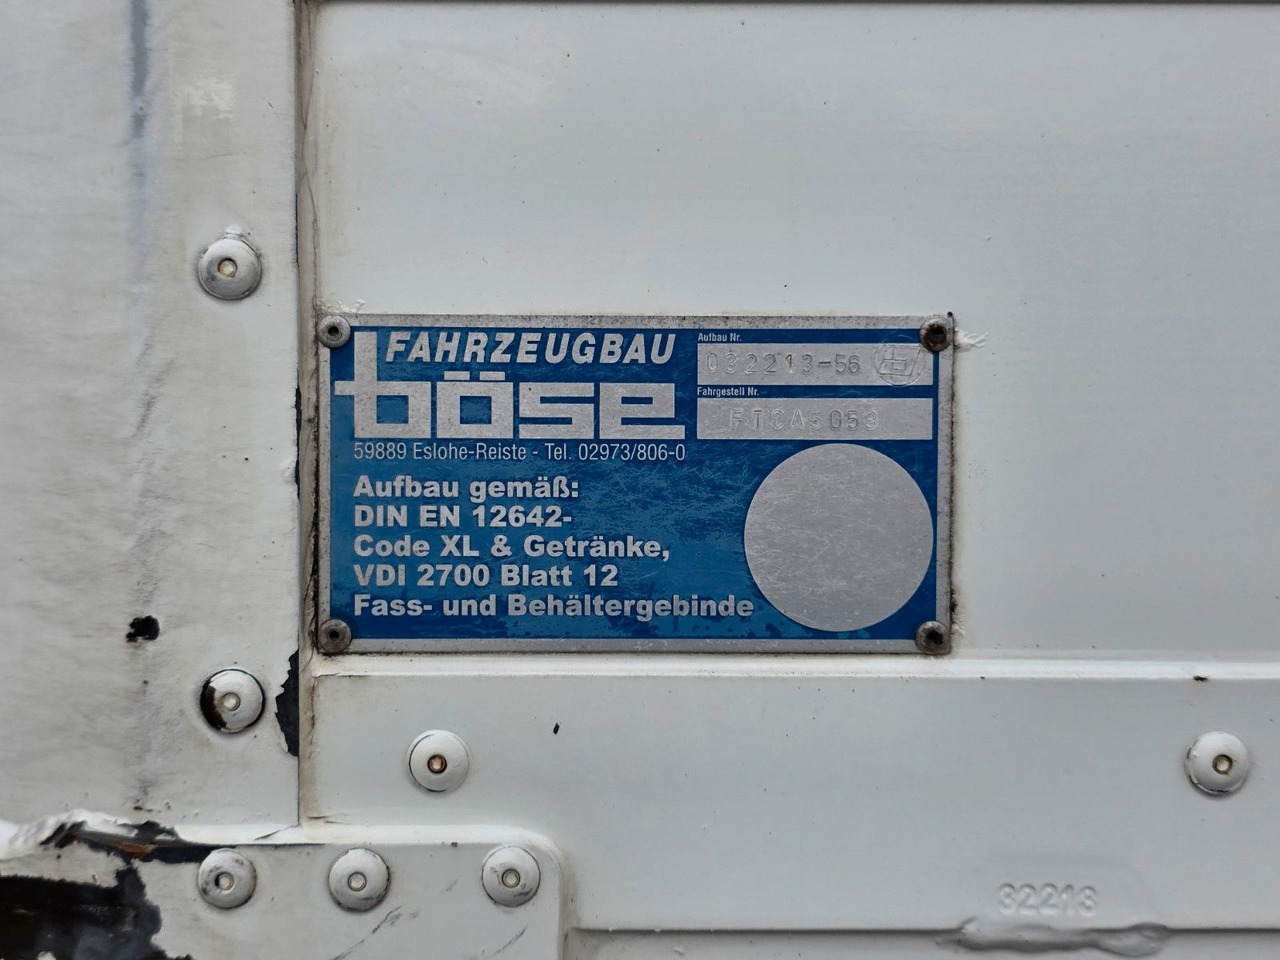 FAHRZEUGBAU
böse
59889 Eslohe-Reiste - Tel. 02973/806-0
Aufbau Nr.
032213-56
Fahrgestell Nr.
FTCA5059
Aufbau gemäß:
DIN EN 12642-
Code XL & Getränke,
VDI 2700 Blatt 12
Fass- und Behältergebinde
32213